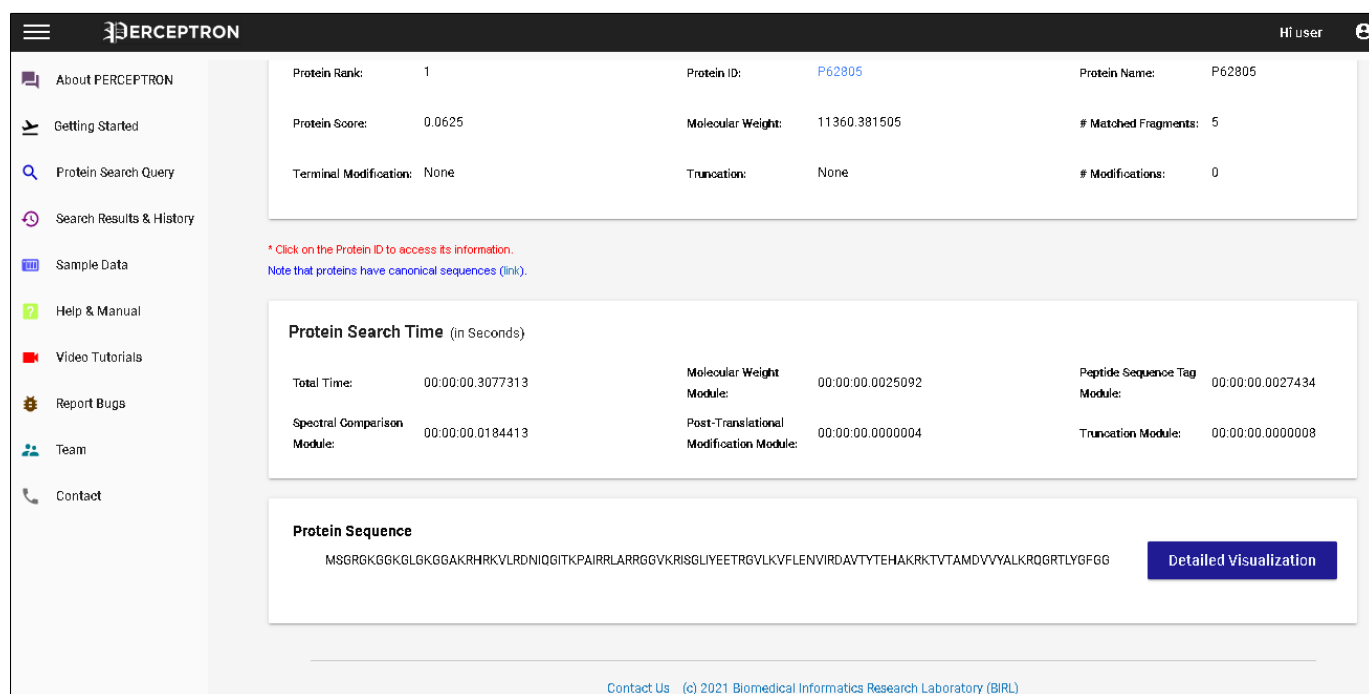 PERCEPTRON
Hi user
About PERCEPTRON
Getting Started
Protein Search Query
Search Results & History
Sample Data
Help & Manual
Video Tutorials
Report Bugs
Team
Contact
Protein Rank: 1 Protein ID: P62805 Protein Name: P62805
Protein Score: 0.0625 Molecular Weight: 11360.381505 # Matched Fragments: 5
Terminal Modification: None Truncation: None # Modifications: 0
* Click on the Protein ID to access its information.
Note that proteins have canonical sequences (link).
Protein Search Time (in Seconds)
Total Time: 00:00:00.3077313 Molecular Weight Module: 00:00:00.0025092 Peptide Sequence Tag Module: 00:00:00.0027434
Spectral Comparison Module: 00:00:00.0184413 Post-Translational Modification Module: 00:00:00.0000004 Truncation Module: 00:00:00.0000008
Protein Sequence
MSGRGKGGKGLGKGGAKRHRKVLRDNIQGITKPAIRRLARRGGVKRISGLIYEETRGVLKVFLENVIRDAVTYTEHAKRKTVTAMDVVYALKRQGRTLYGFGG
Detailed Visualization
Contact Us (c) 2021 Biomedical Informatics Research Laboratory (BIRL)